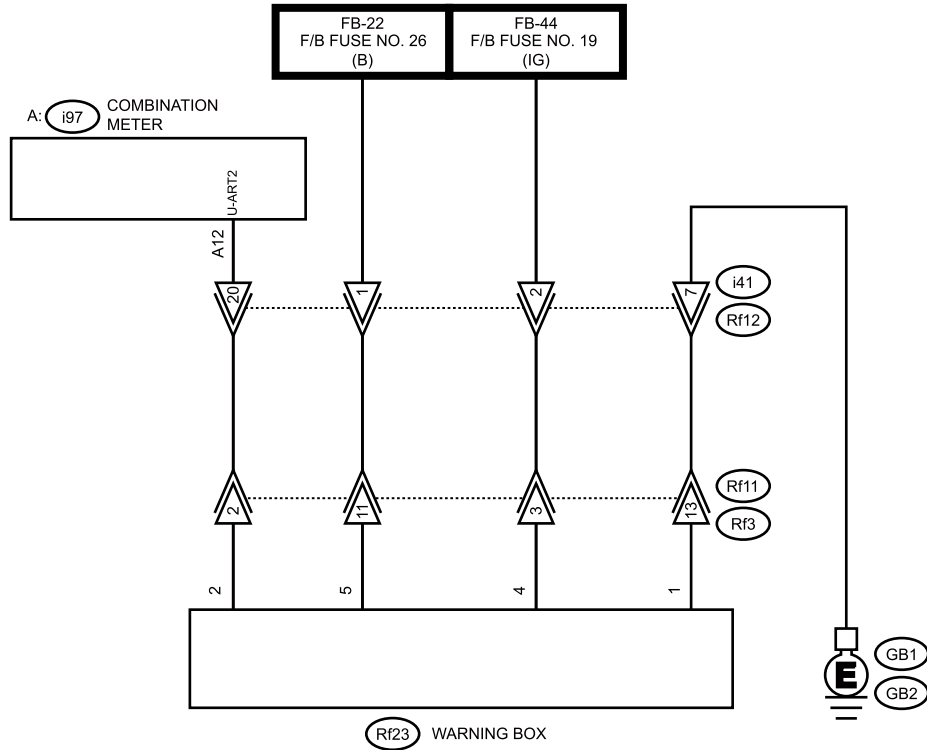 FB-22
F/B FUSE NO. 26
(B)
FB-44
F/B FUSE NO. 19
(IG)
A: i97 COMBINATION
METER
U-ART2
A12
20
1
2
7
i41
Rf12
2
11
3
13
Rf11
Rf3
2
5
4
1
E
GB1
GB2
Rf23 WARNING BOX